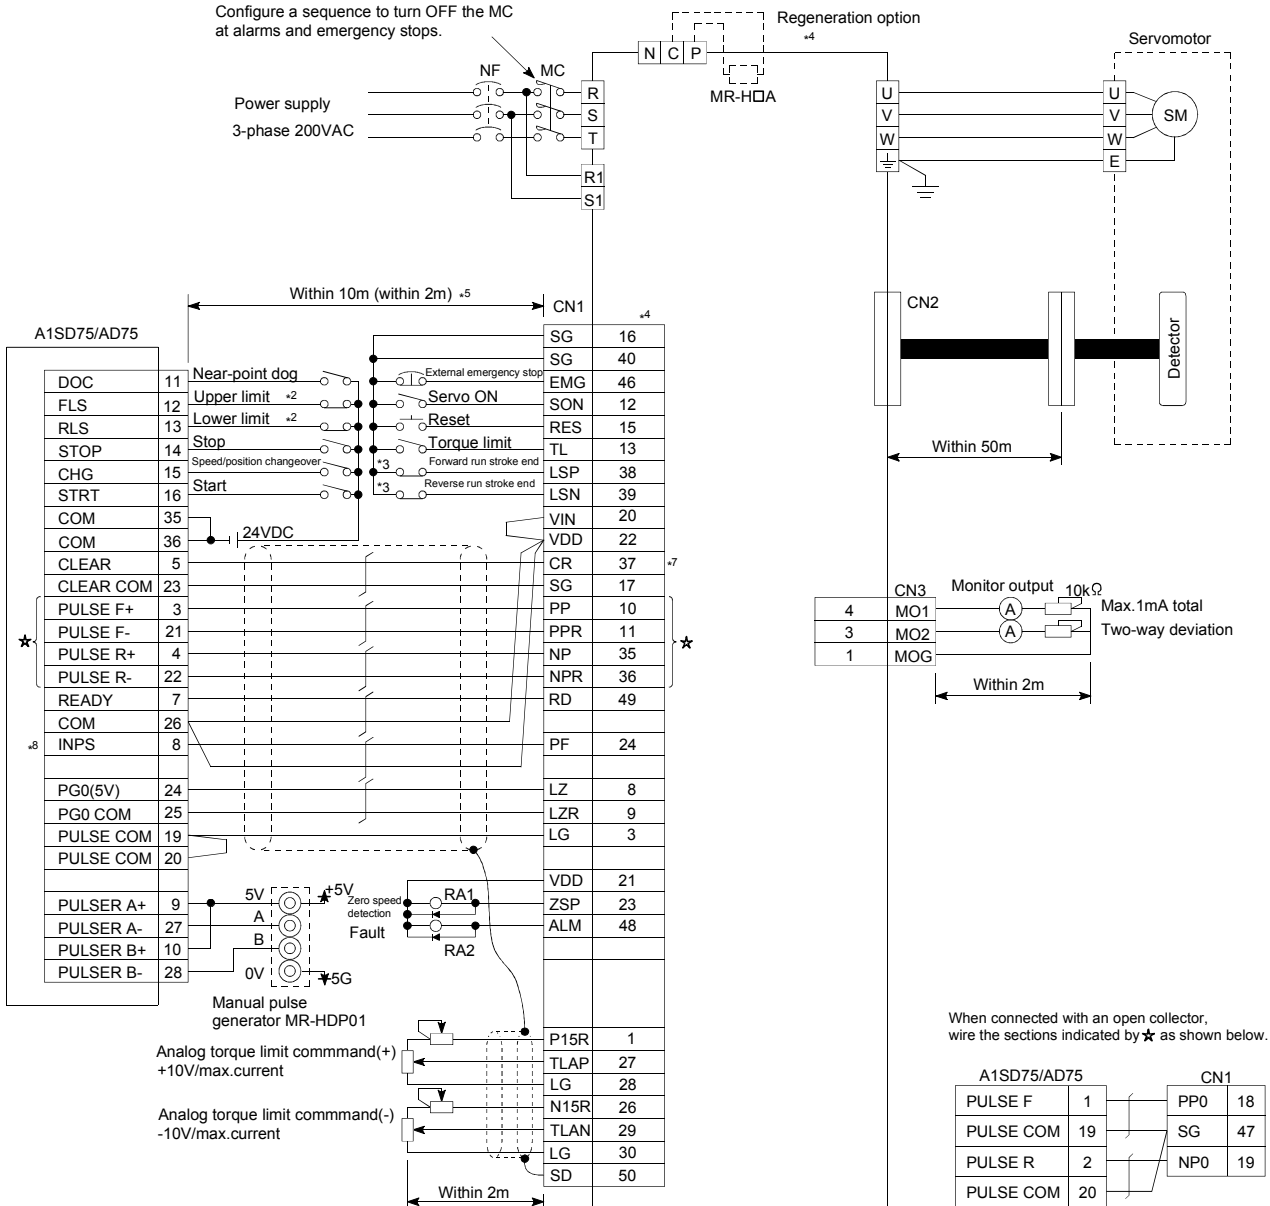 Configure a sequence to turn OFF the MC
at alarms and emergency stops.
Regeneration option
*4
N C P
MR-H□A
Servomotor
NF MC
Power supply
3-phase 200VAC
R
S
T
R1
S1
U U
V V SM
W W
E
Within 10m (within 2m) *5
CN1
*4
A1SD75/AD75
SG 16
SG 40
DOC 11 Near-point dog External emergency stop EMG 46
FLS 12 Upper limit *2 Servo ON SON 12
RLS 13 Lower limit *2 Reset RES 15
STOP 14 Stop Torque limit TL 13
CHG 15 Speed/position changeover *3 Forward run stroke end LSP 38
STRT 16 Start *3 Reverse run stroke end LSN 39
COM 35 VIN 20
COM 36 24VDC VDD 22
CLEAR 5 CR 37 *7
CLEAR COM 23 SG 17
PULSE F+ 3 PP 10
☆ PULSE F- 21 PPR 11 ☆
PULSE R+ 4 NP 35
PULSE R- 22 NPR 36
READY 7 RD 49
COM 26
*8 INPS 8 PF 24
PG0(5V) 24 LZ 8
PG0 COM 25 LZR 9
PULSE COM 19 LG 3
PULSE COM 20
VDD 21
PULSER A+ 9 5V +5V Zero speed
detection RA1 ZSP 23
PULSER A- 27 A Fault RA2 ALM 48
PULSER B+ 10 B
PULSER B- 28 0V 5G
Manual pulse
generator MR-HDP01
Analog torque limit commmand(+)
+10V/max.current
P15R 1
TLAP 27
LG 28
Analog torque limit commmand(-)
-10V/max.current
N15R 26
TLAN 29
LG 30
SD 50
Within 2m
CN2
Detector
Within 50m
CN3 Monitor output 10kΩ
4 MO1 A Max.1mA total
3 MO2 A Two-way deviation
1 MOG
Within 2m
When connected with an open collector,
wire the sections indicated by ☆ as shown below.
A1SD75/AD75 CN1
PULSE F 1 PP0 18
PULSE COM 19 SG 47
PULSE R 2 NP0 19
PULSE COM 20